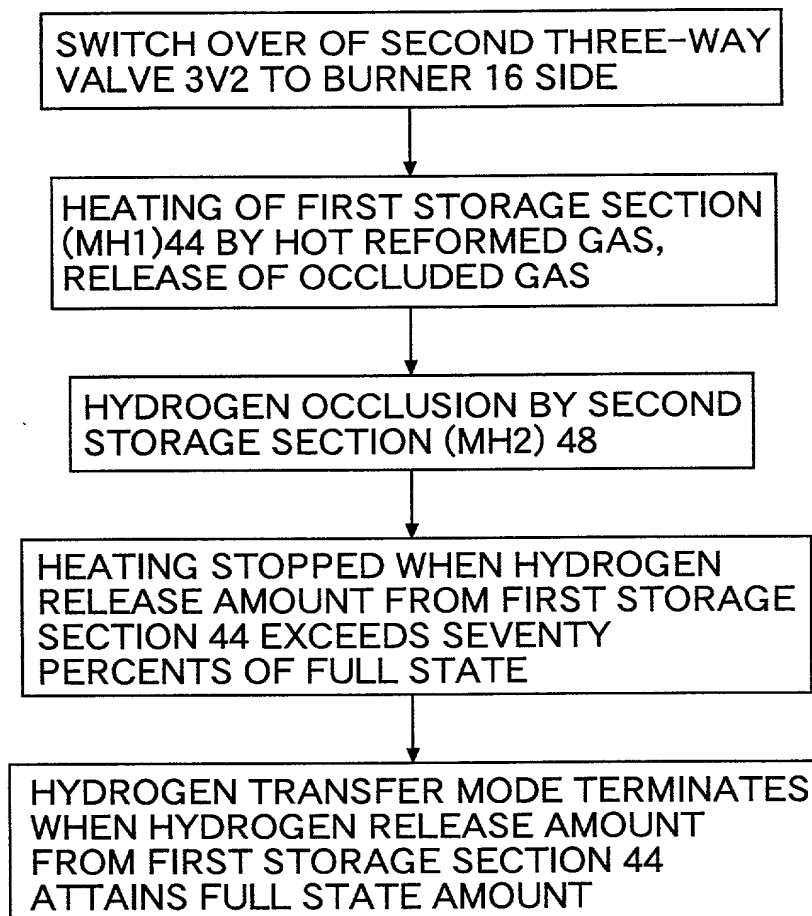 SWITCH OVER OF SECOND THREE-WAY
VALVE 3V2 TO BURNER 16 SIDE
HEATING OF FIRST STORAGE SECTION
(MH1)44 BY HOT REFORMED GAS,
RELEASE OF OCCLUDED GAS
HYDROGEN OCCLUSION BY SECOND
STORAGE SECTION (MH2) 48
HEATING STOPPED WHEN HYDROGEN
RELEASE AMOUNT FROM FIRST STORAGE
SECTION 44 EXCEEDS SEVENTY
PERCENTS OF FULL STATE
HYDROGEN TRANSFER MODE TERMINATES
WHEN HYDROGEN RELEASE AMOUNT
FROM FIRST STORAGE SECTION 44
ATTAINS FULL STATE AMOUNT